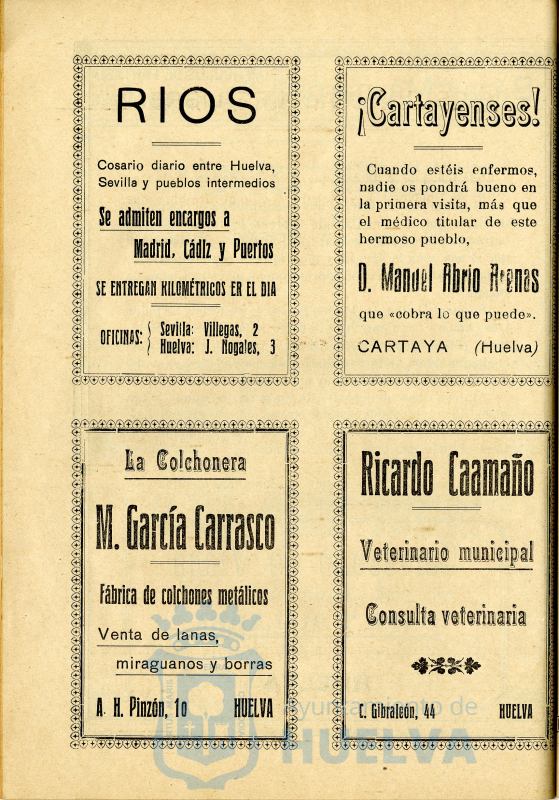 RIOS
Cosario diario entre Huelva,
Sevilla y pueblos intermedios
Se admiten encargos a
Madrid, Cádiz y Puertos
SE ENTREGAN KILOMÉTRICOS ER EL DIA
OFICINAS: Sevilla: Villegas, 2
Huelva: J. Nogales, 3
¡Cartayenses!
Cuando estéis enfermos,
nadie os pondrá bueno en
la primera visita, más que
el médico titular de este
hermoso pueblo,
D. Manuel Abrio Arenas
que «cobra lo que puede».
CARTAYA (Huelva)
La Colchonera
M. García Carrasco
Fábrica de colchones metálicos
Venta de lanas,
miraguanos y borras
A. H. Pinzón, 10 HUELVA
Ricardo Caamaño
Veterinario municipal
Consulta veterinaria
C. Gibraleón, 44 HUELVA
Ayuntamiento de
HUELVA